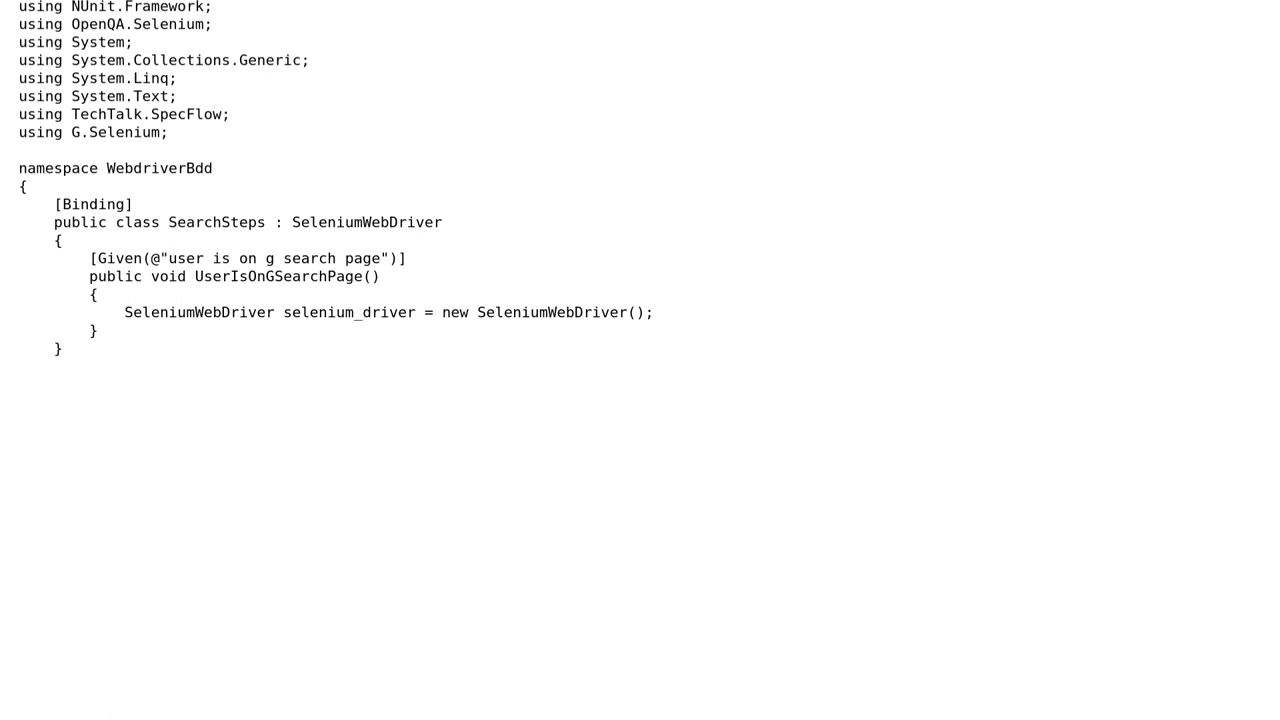 using NUnit.Framework;
using OpenQA.Selenium;
using System;
using System.Collections.Generic;
using System.Linq;
using System.Text;
using TechTalk.SpecFlow;
using G.Selenium;

namespace WebdriverBdd
{
    [Binding]
    public class SearchSteps : SeleniumWebDriver
    {
        [Given(@"user is on g search page")]
        public void UserIsOnGSearchPage()
        {
            SeleniumWebDriver selenium_driver = new SeleniumWebDriver();
        }
    }